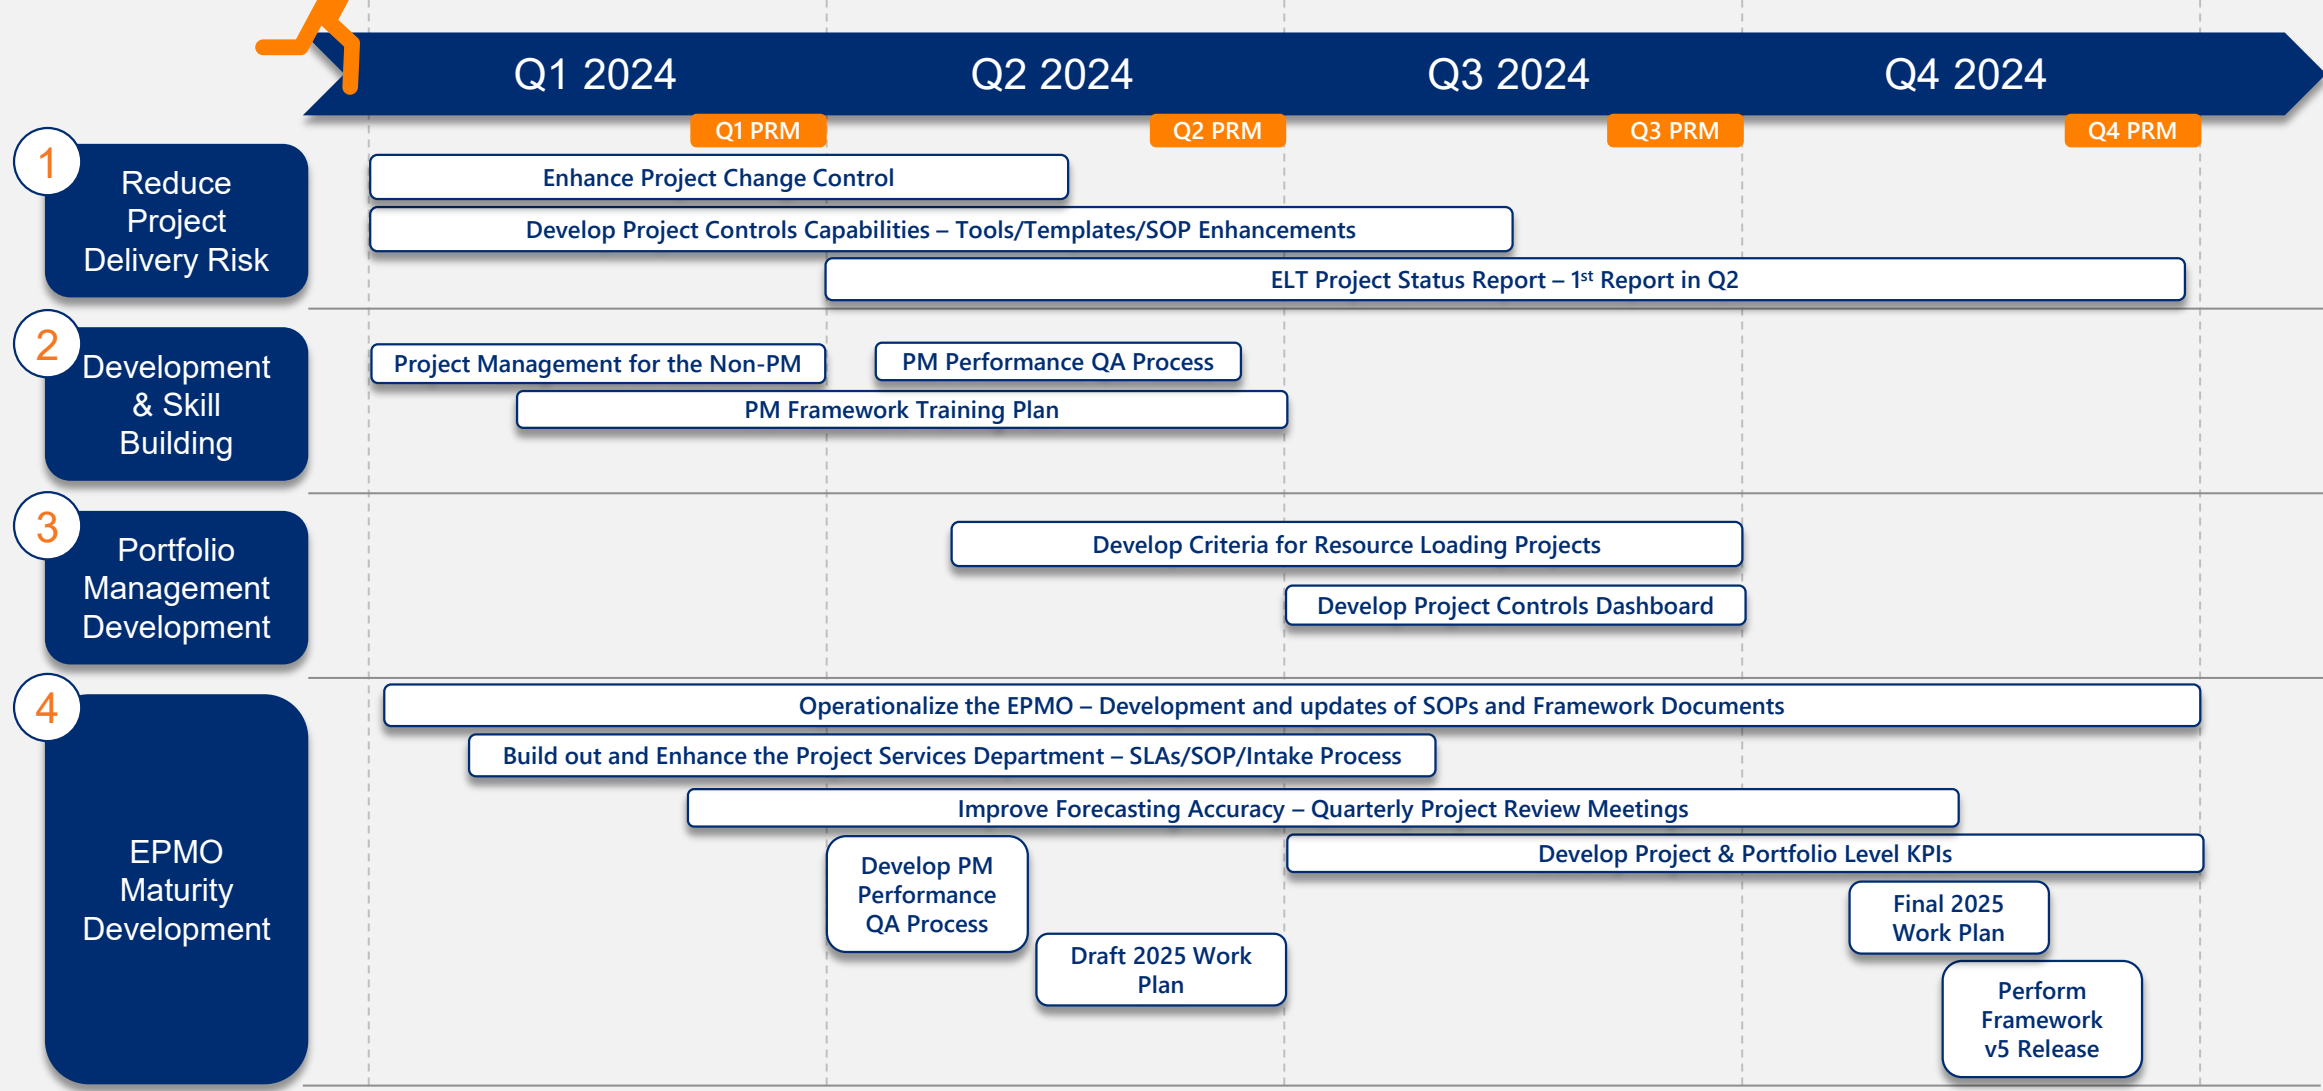 Q1 2024
Q2 2024
Q3 2024
Q4 2024
Q1 PRM
Q2 PRM
Q3 PRM
Q4 PRM
1
Reduce
Project
Delivery Risk
Enhance Project Change Control
Develop Project Controls Capabilities – Tools/Templates/SOP Enhancements
ELT Project Status Report – 1st Report in Q2
2
Development
& Skill
Building
Project Management for the Non-PM
PM Performance QA Process
PM Framework Training Plan
3
Portfolio
Management
Development
Develop Criteria for Resource Loading Projects
Develop Project Controls Dashboard
4
EPMO
Maturity
Development
Operationalize the EPMO – Development and updates of SOPs and Framework Documents
Build out and Enhance the Project Services Department – SLAs/SOP/Intake Process
Improve Forecasting Accuracy – Quarterly Project Review Meetings
Develop Project & Portfolio Level KPIs
Develop PM
Performance
QA Process
Draft 2025 Work
Plan
Final 2025
Work Plan
Perform
Framework
v5 Release